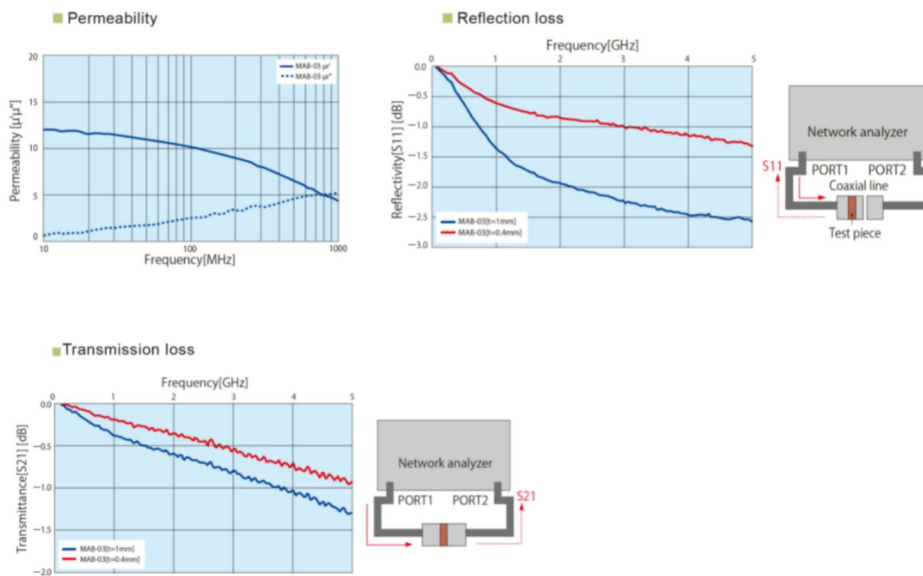 Permeability
20
15
10
5
0
Permeability [μ'/μ"]
MAB-03 μr'
MAB-03 μr"
10
100
1000
Frequency[MHz]
Reflection loss
Frequency[GHz]
0
1
2
3
4
5
0.0
−0.5
−1.0
−1.5
−2.0
−2.5
−3.0
Reflectivity[S11] [dB]
MAB-03[t=1mm]
MAB-03[t=0.4mm]
Network analyzer
S11
PORT1
PORT2
Coaxial line
Test piece
Transmission loss
Frequency[GHz]
0
1
2
3
4
5
0.0
−0.5
−1.0
−1.5
−2.0
Transmittance[S21] [dB]
MAB-03[t=1mm]
MAB-03[t=0.4mm]
Network analyzer
PORT1
PORT2
S21